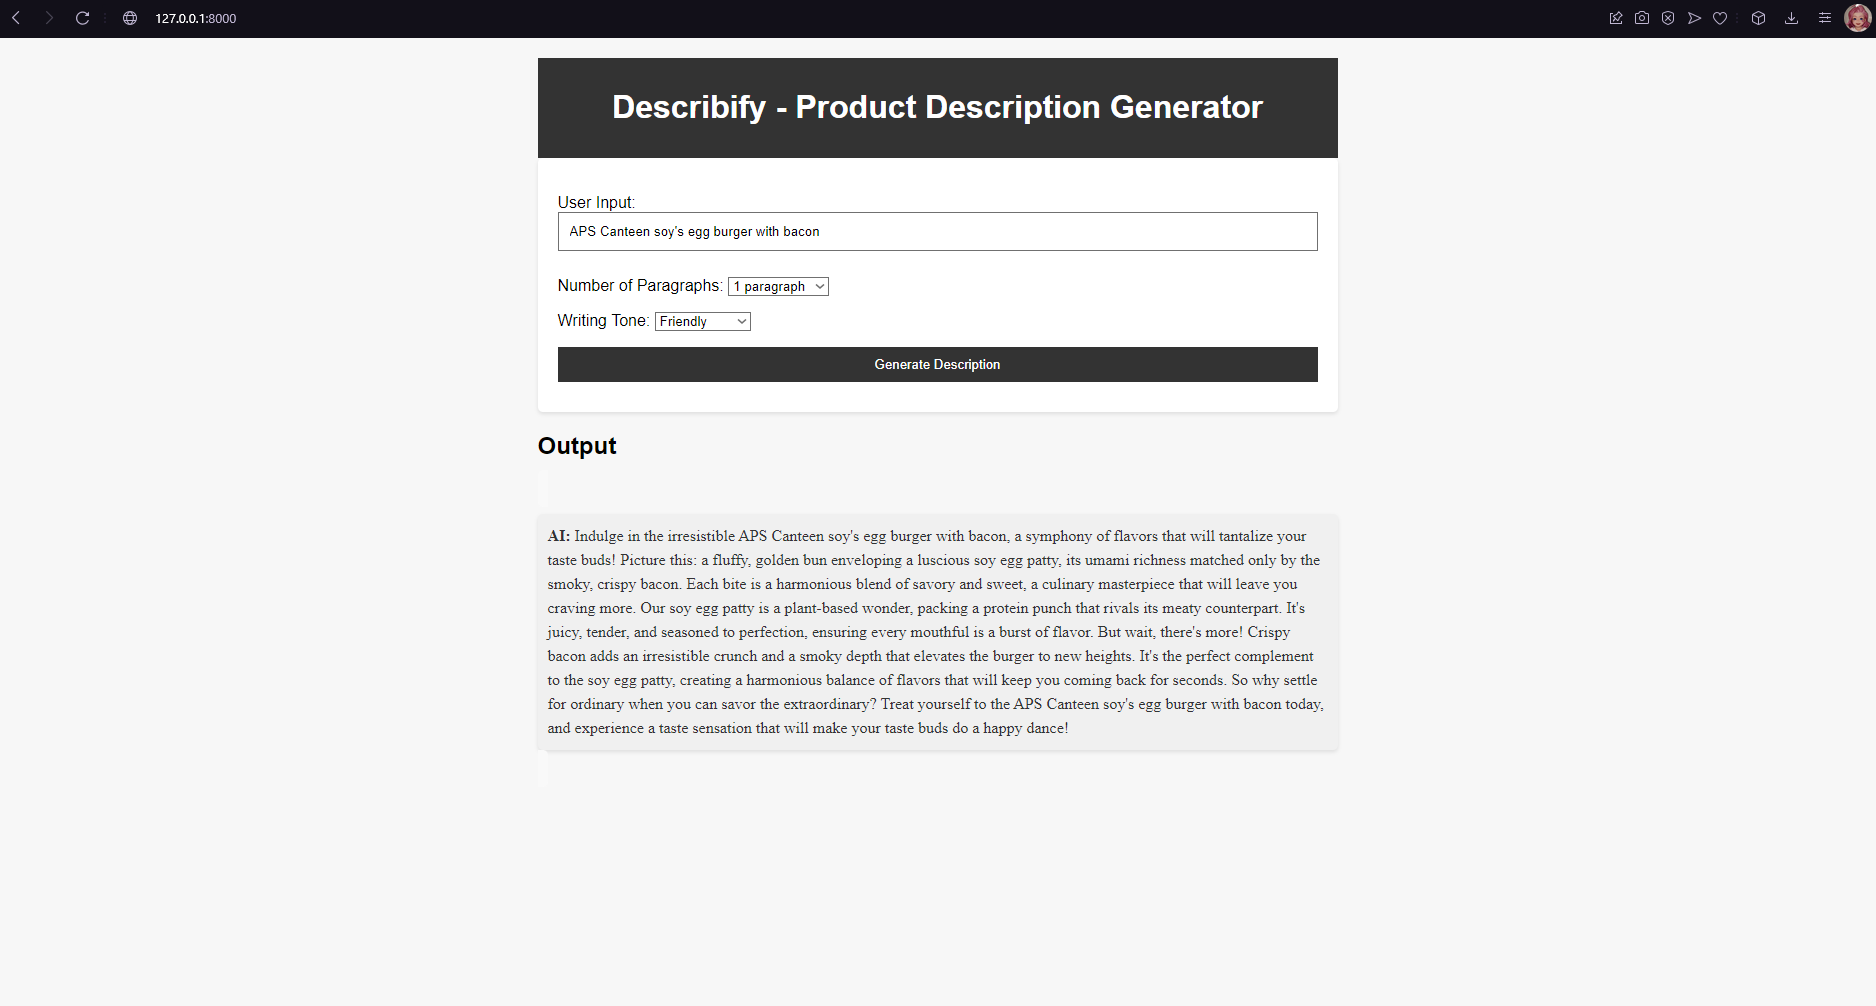 127.0.0.1:8000
Describify - Product Description Generator
User Input:
APS Canteen soy's egg burger with bacon
Number of Paragraphs: 1 paragraph
Writing Tone: Friendly
Generate Description
Output
AI: Indulge in the irresistible APS Canteen soy's egg burger with bacon, a symphony of flavors that will tantalize your
taste buds! Picture this: a fluffy, golden bun enveloping a luscious soy egg patty, its umami richness matched only by the
smoky, crispy bacon. Each bite is a harmonious blend of savory and sweet, a culinary masterpiece that will leave you
craving more. Our soy egg patty is a plant-based wonder, packing a protein punch that rivals its meaty counterpart. It's
juicy, tender, and seasoned to perfection, ensuring every mouthful is a burst of flavor. But wait, there's more! Crispy
bacon adds an irresistible crunch and a smoky depth that elevates the burger to new heights. It's the perfect complement
to the soy egg patty, creating a harmonious balance of flavors that will keep you coming back for seconds. So why settle
for ordinary when you can savor the extraordinary? Treat yourself to the APS Canteen soy's egg burger with bacon today,
and experience a taste sensation that will make your taste buds do a happy dance!